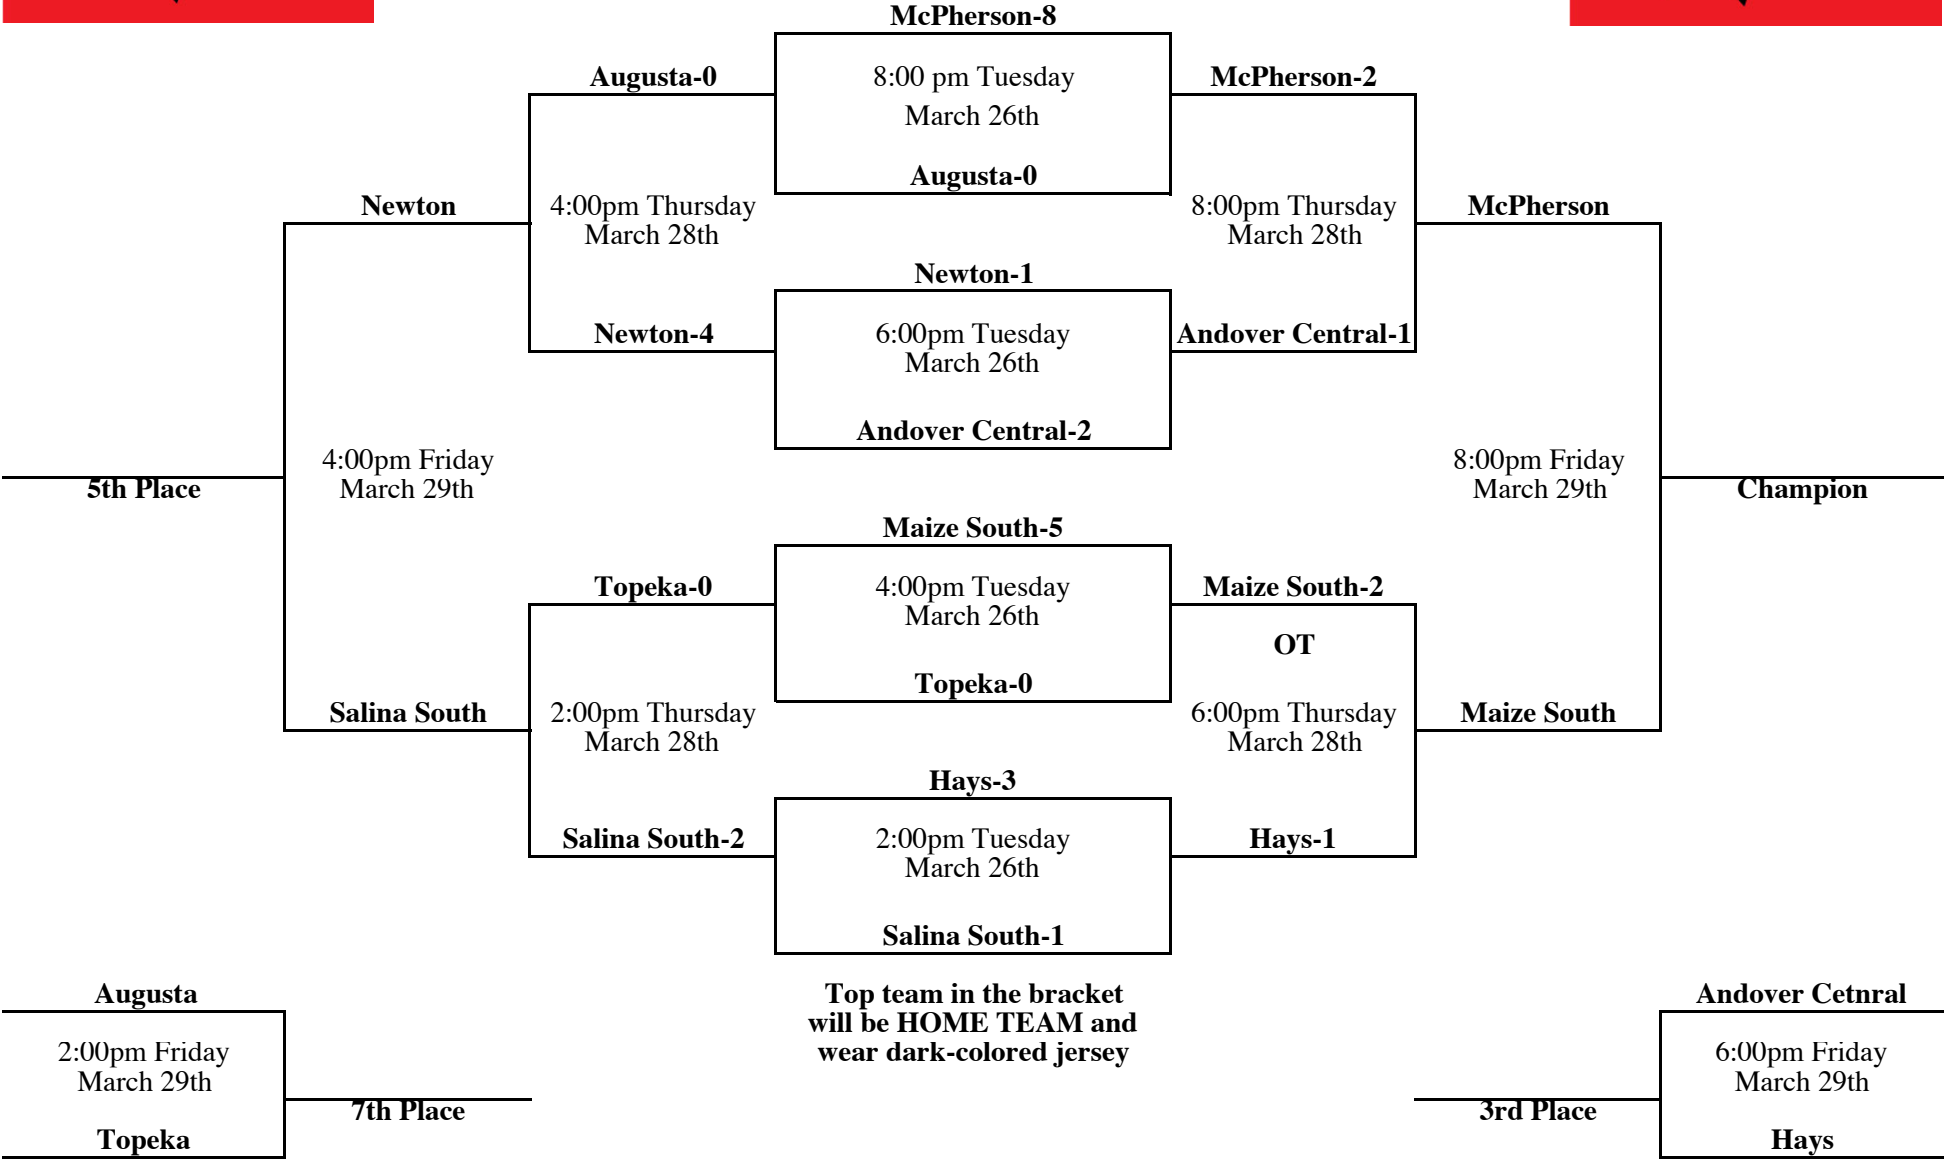 McPherson-8
Augusta-0
8:00 pm Tuesday
McPherson-2
March 26th
Augusta-0
Newton
4:00pm Thursday
March 28th
8:00pm Thursday
March 28th
McPherson
Newton-1
Newton-4
6:00pm Tuesday
March 26th
Andover Central-1
Andover Central-2
4:00pm Friday
March 29th
8:00pm Friday
March 29th
5th Place
Champion
Maize South-5
Topeka-0
4:00pm Tuesday
March 26th
Maize South-2
OT
Topeka-0
Salina South
2:00pm Thursday
March 28th
6:00pm Thursday
March 28th
Maize South
Hays-3
Salina South-2
2:00pm Tuesday
March 26th
Hays-1
Salina South-1
Augusta
Top team in the bracket
will be HOME TEAM and
wear dark-colored jersey
Andover Cetnral
2:00pm Friday
March 29th
6:00pm Friday
March 29th
7th Place
3rd Place
Topeka
Hays